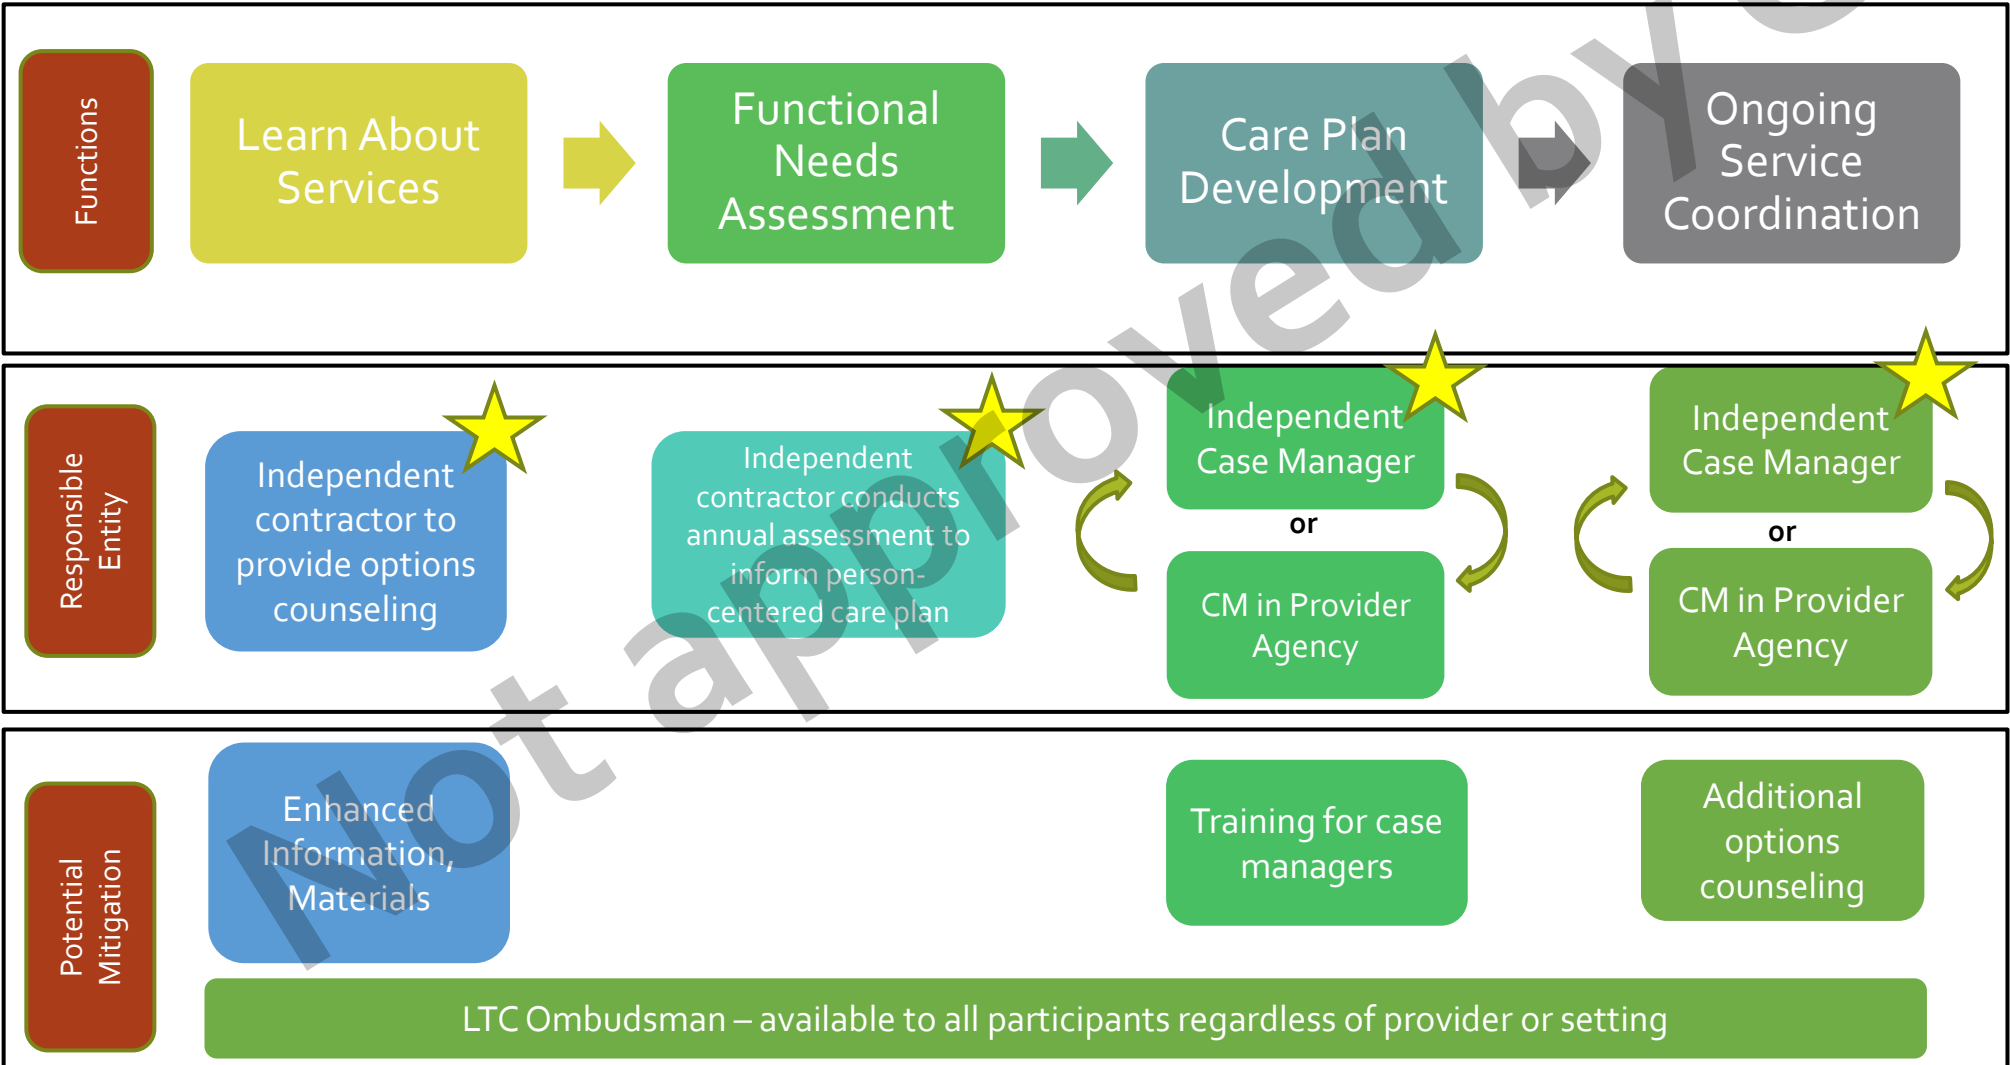 Functions
Learn About
Services
Functional
Needs
Assessment
Care Plan
Development
Ongoing
Service
Coordination
Responsible
Entity
Independent
contractor to
provide options
counseling
Independent
contractor conducts
annual assessment to
inform person-
centered care plan
Independent
Case Manager
or
CM in Provider
Agency
Independent
Case Manager
or
CM in Provider
Agency
Potential
Mitigation
Enhanced
Information,
Materials
Training for case
managers
Additional
options
counseling
LTC Ombudsman – available to all participants regardless of provider or setting
Not approved by